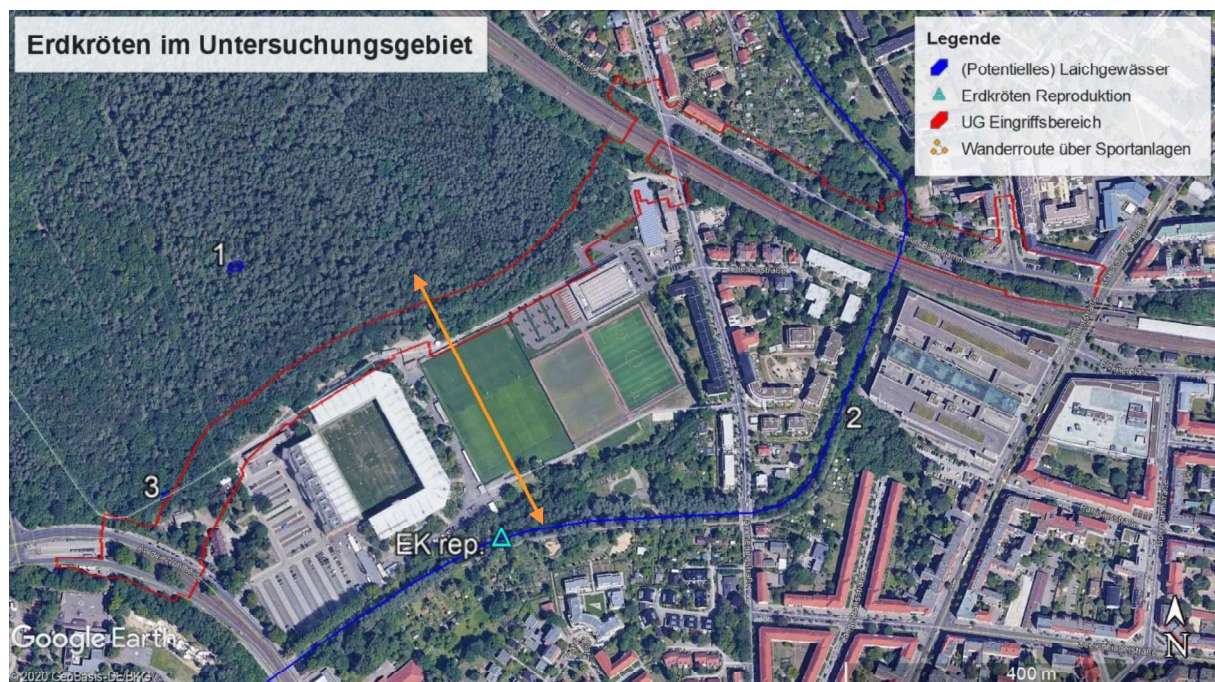 Erdkröten im Untersuchungsgebiet
Legende
(Potentielles) Laichgewässer
Erdkröten Reproduktion
UG Eingriffsbereich
Wanderroute über Sportanlagen
1
2
3
EK rep.
Google Earth
© 2020 GeoBasis-DE/BKG
400 m
N